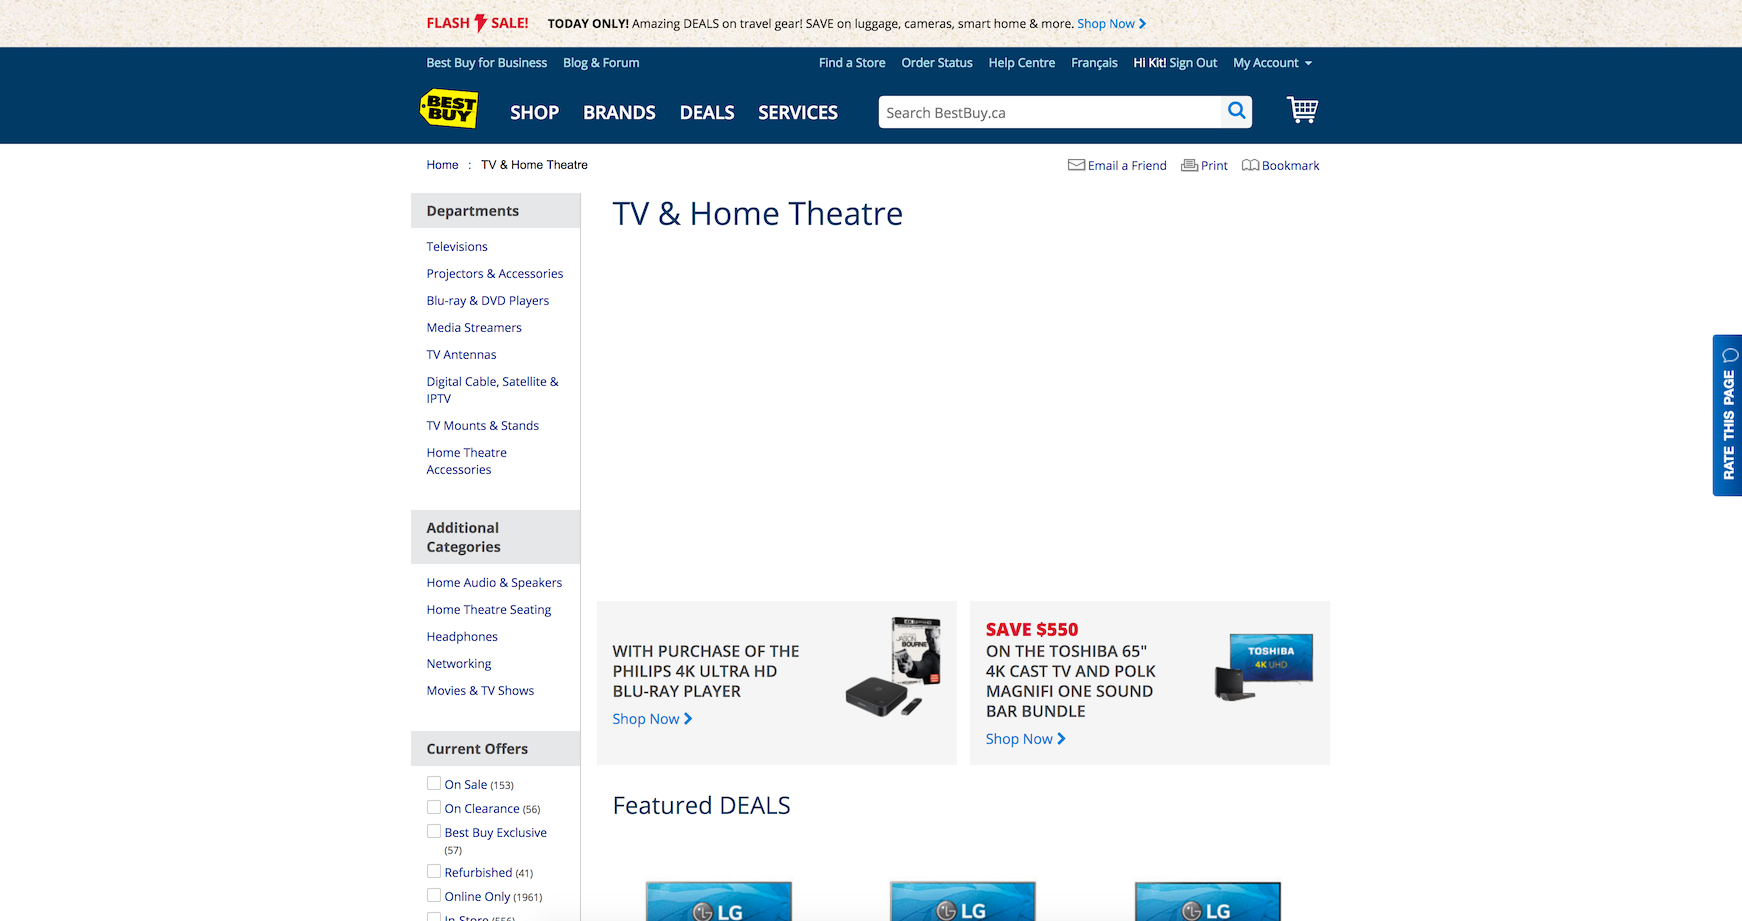 FLASH SALE! TODAY ONLY! Amazing DEALS on travel gear! SAVE on luggage, cameras, smart home & more. Shop Now
Best Buy for Business Blog & Forum Find a Store Order Status Help Centre Français Hi Kit! Sign Out My Account
BEST BUY
SHOP BRANDS DEALS SERVICES Search BestBuy.ca
Home : TV & Home Theatre Email a Friend Print Bookmark
Departments
Televisions
Projectors & Accessories
Blu-ray & DVD Players
Media Streamers
TV Antennas
Digital Cable, Satellite &
IPTV
TV Mounts & Stands
Home Theatre
Accessories
Additional
Categories
Home Audio & Speakers
Home Theatre Seating
Headphones
Networking
Movies & TV Shows
Current Offers
On Sale (153)
On Clearance (56)
Best Buy Exclusive
(57)
Refurbished (41)
Online Only (1961)
In Store (556)
TV & Home Theatre
WITH PURCHASE OF THE
PHILIPS 4K ULTRA HD
BLU-RAY PLAYER
Shop Now
JASON
BOURNE
SAVE $550
ON THE TOSHIBA 65"
4K CAST TV AND POLK
MAGNIFI ONE SOUND
BAR BUNDLE
Shop Now
TOSHIBA
4K UHD
Featured DEALS
LG
LG
LG
RATE THIS PAGE